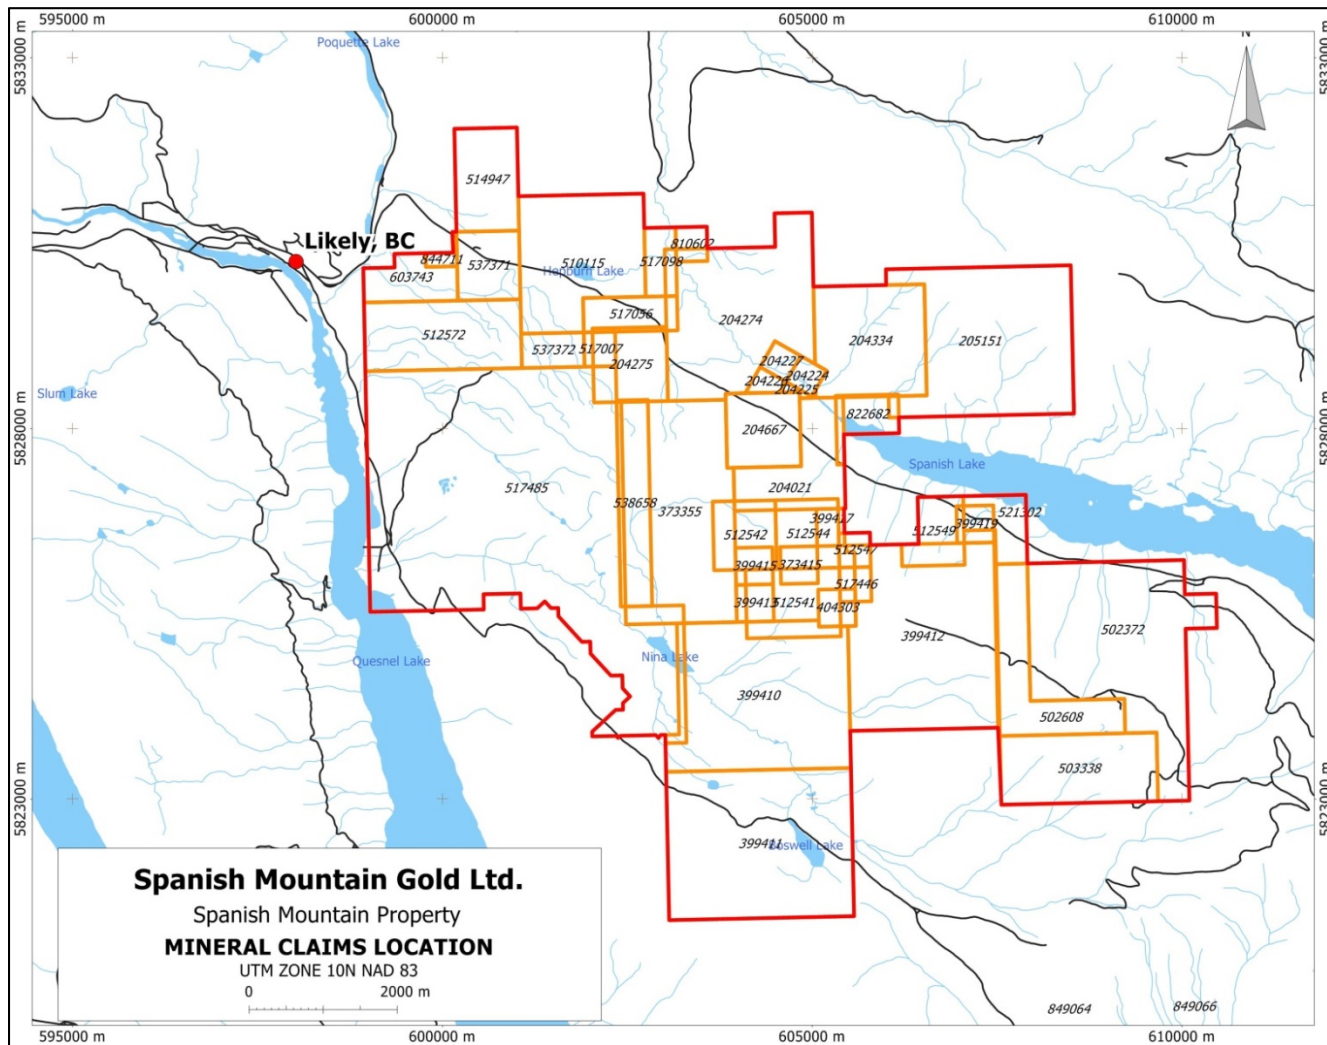 595000 m
600000 m
605000 m
610000 m
5833000 m
5833000 m
N
Poquette Lake
514947
Likely, BC
844711
603743
537371
510115
Hepburn Lake
810602
517098
517056
204274
512572
537372
517007
204275
204334
205151
204227
204224
204226
204225
Slum Lake
822682
5828000 m
5828000 m
204667
Spanish Lake
517485
204021
538658
373355
399417
521302
399419
512549
512542
512544
512547
399415
373415
517446
399413
512541
404303
399412
502372
Quesnel Lake
Nina Lake
399410
502608
503338
5823000 m
5823000 m
399411
Boswell Lake
Spanish Mountain Gold Ltd.
Spanish Mountain Property
MINERAL CLAIMS LOCATION
UTM ZONE 10N NAD 83
0 2000 m
849064
849066
595000 m
600000 m
605000 m
610000 m